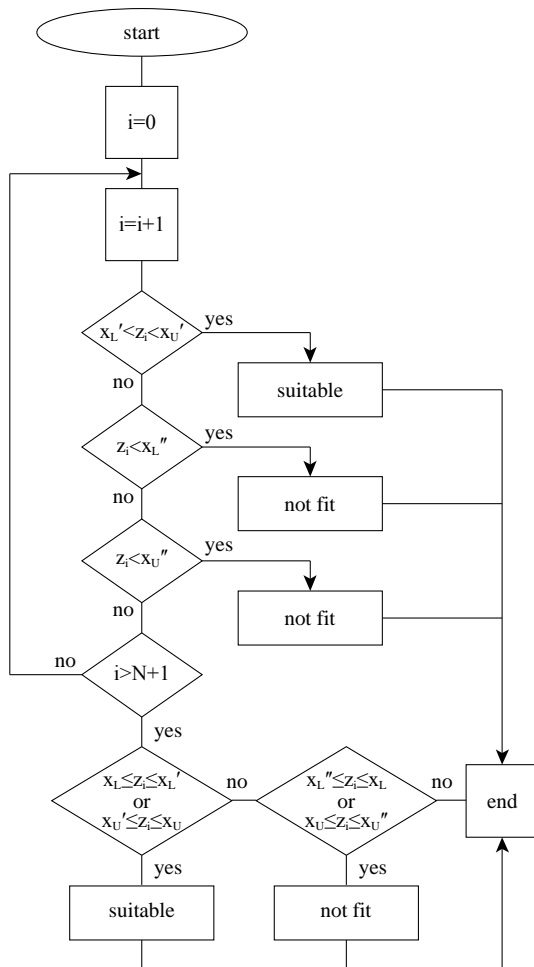 start
i=0
i=i+1
x_L′<z_i<x_U′
yes
no
suitable
z_i<x_L″
yes
no
not fit
z_i<x_U″
yes
no
not fit
no
i>N+1
yes
x_L≤z_i≤x_L′
or
x_U′≤z_i≤x_U
no
x_L″≤z_i≤x_L
or
x_U≤z_i≤x_U″
no
end
yes
yes
suitable
not fit